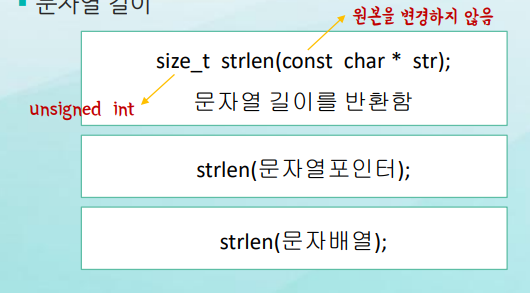 문자열 길이
원본을 변경하지 않음
size_t strlen(const char * str);
unsigned int
문자열 길이를 반환함
strlen(문자열포인터);
strlen(문자배열);